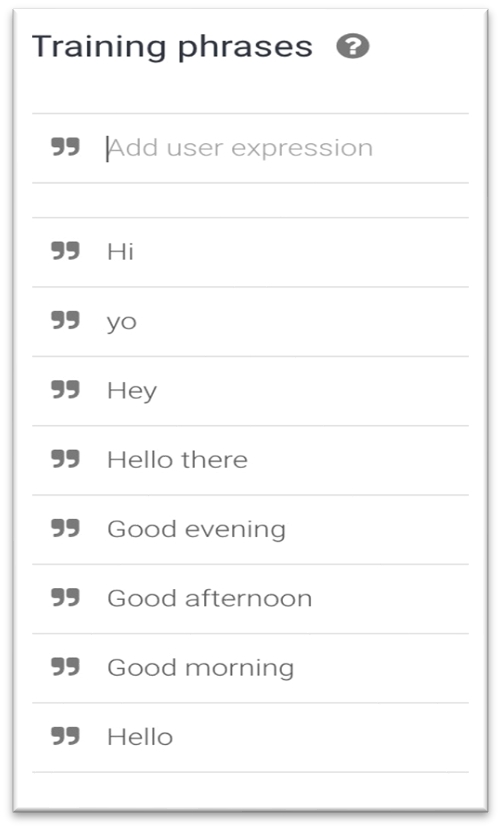 Training phrases ?
Add user expression
Hi
yo
Hey
Hello there
Good evening
Good afternoon
Good morning
Hello